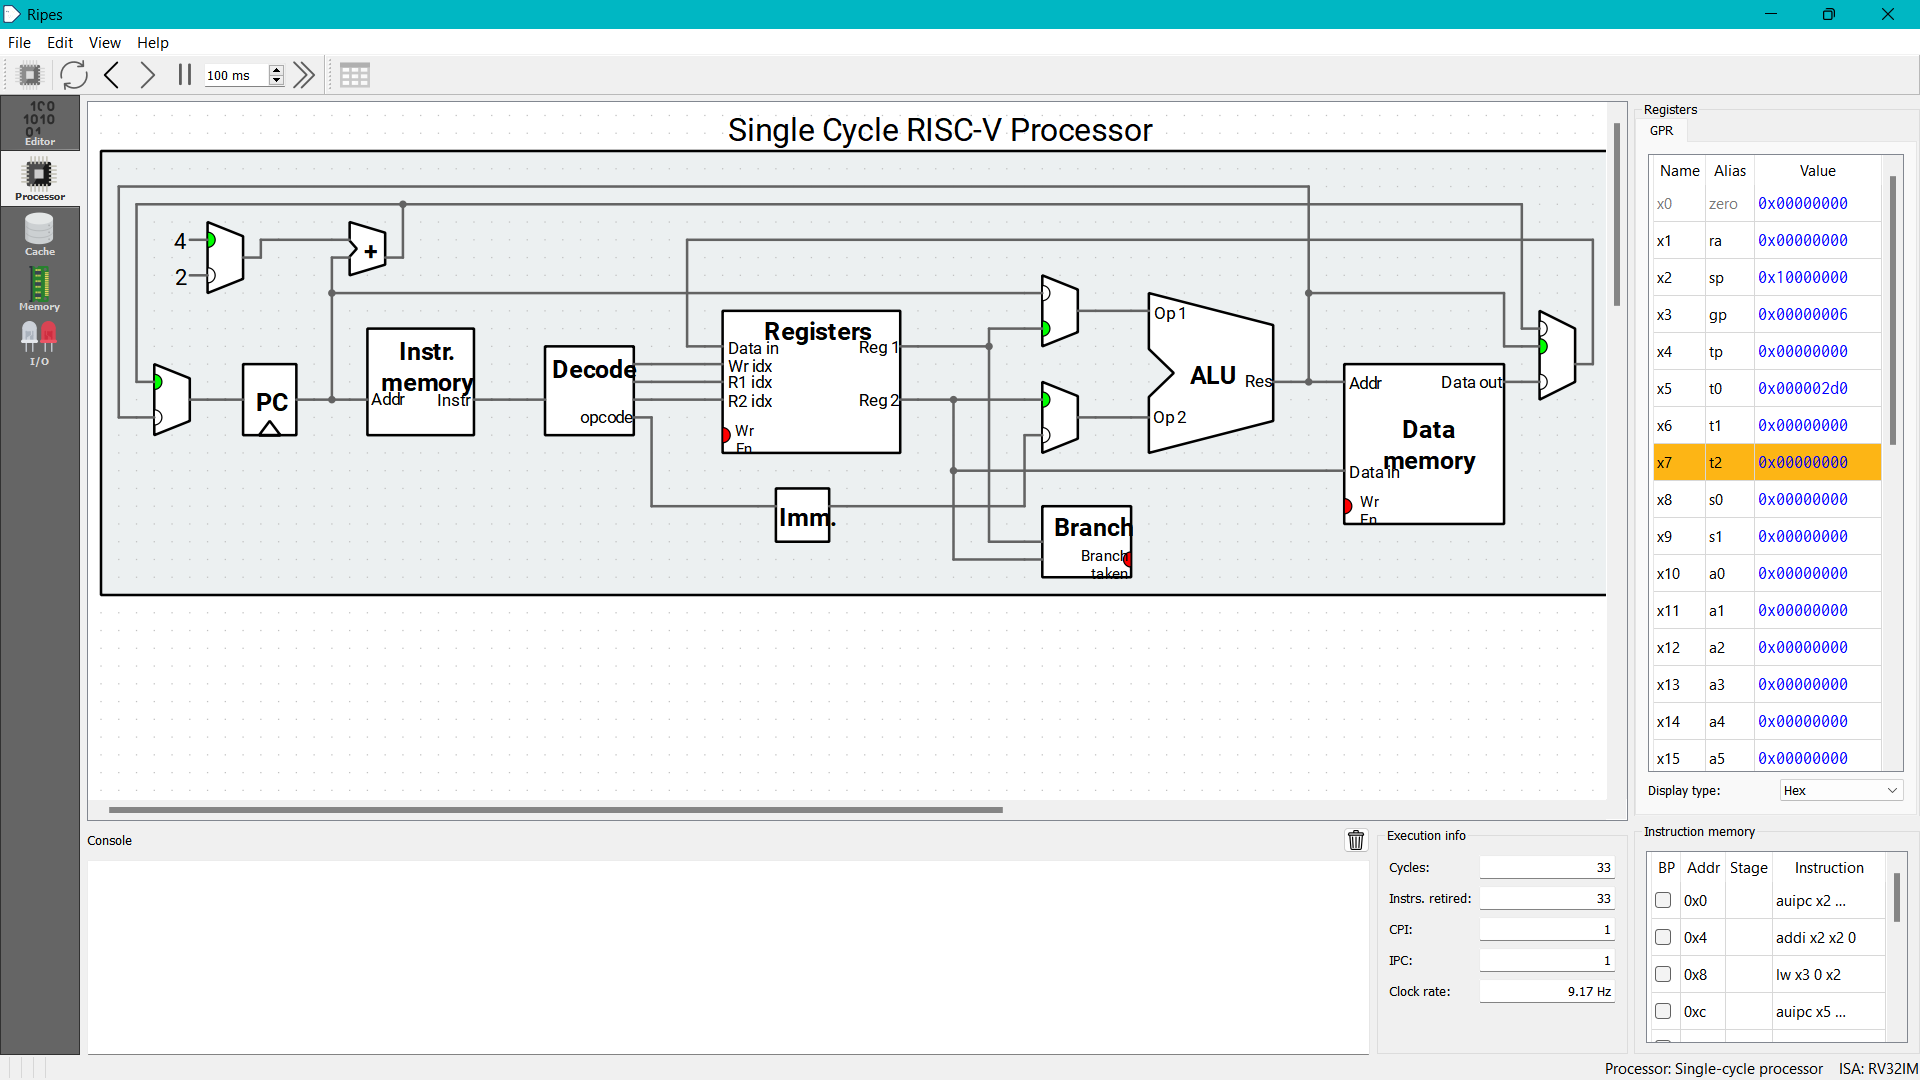 Ripes
File Edit View Help
100 ms
Editor
Processor
Cache
Memory
I/O
Single Cycle RISC-V Processor
4
2
+
PC
Instr. memory
Addr
Instr
Decode
opcode
Registers
Data in
Wr idx
R1 idx
R2 idx
Wr En
Reg 1
Reg 2
Imm.
Op 1
Op 2
ALU
Res
Branch
Branch taken
Data memory
Addr
Data out
Data in
Wr En
Console
Execution info
Cycles: 33
Instrs. retired: 33
CPI: 1
IPC: 1
Clock rate: 9.17 Hz
Registers
GPR
Name Alias Value
x0 zero 0x00000000
x1 ra 0x00000000
x2 sp 0x10000000
x3 gp 0x00000006
x4 tp 0x00000000
x5 t0 0x000002d0
x6 t1 0x00000000
x7 t2 0x00000000
x8 s0 0x00000000
x9 s1 0x00000000
x10 a0 0x00000000
x11 a1 0x00000000
x12 a2 0x00000000
x13 a3 0x00000000
x14 a4 0x00000000
x15 a5 0x00000000
Display type: Hex
Instruction memory
BP Addr Stage Instruction
0x0 auipc x2 ...
0x4 addi x2 x2 0
0x8 lw x3 0 x2
0xc auipc x5 ...
Processor: Single-cycle processor ISA: RV32IM